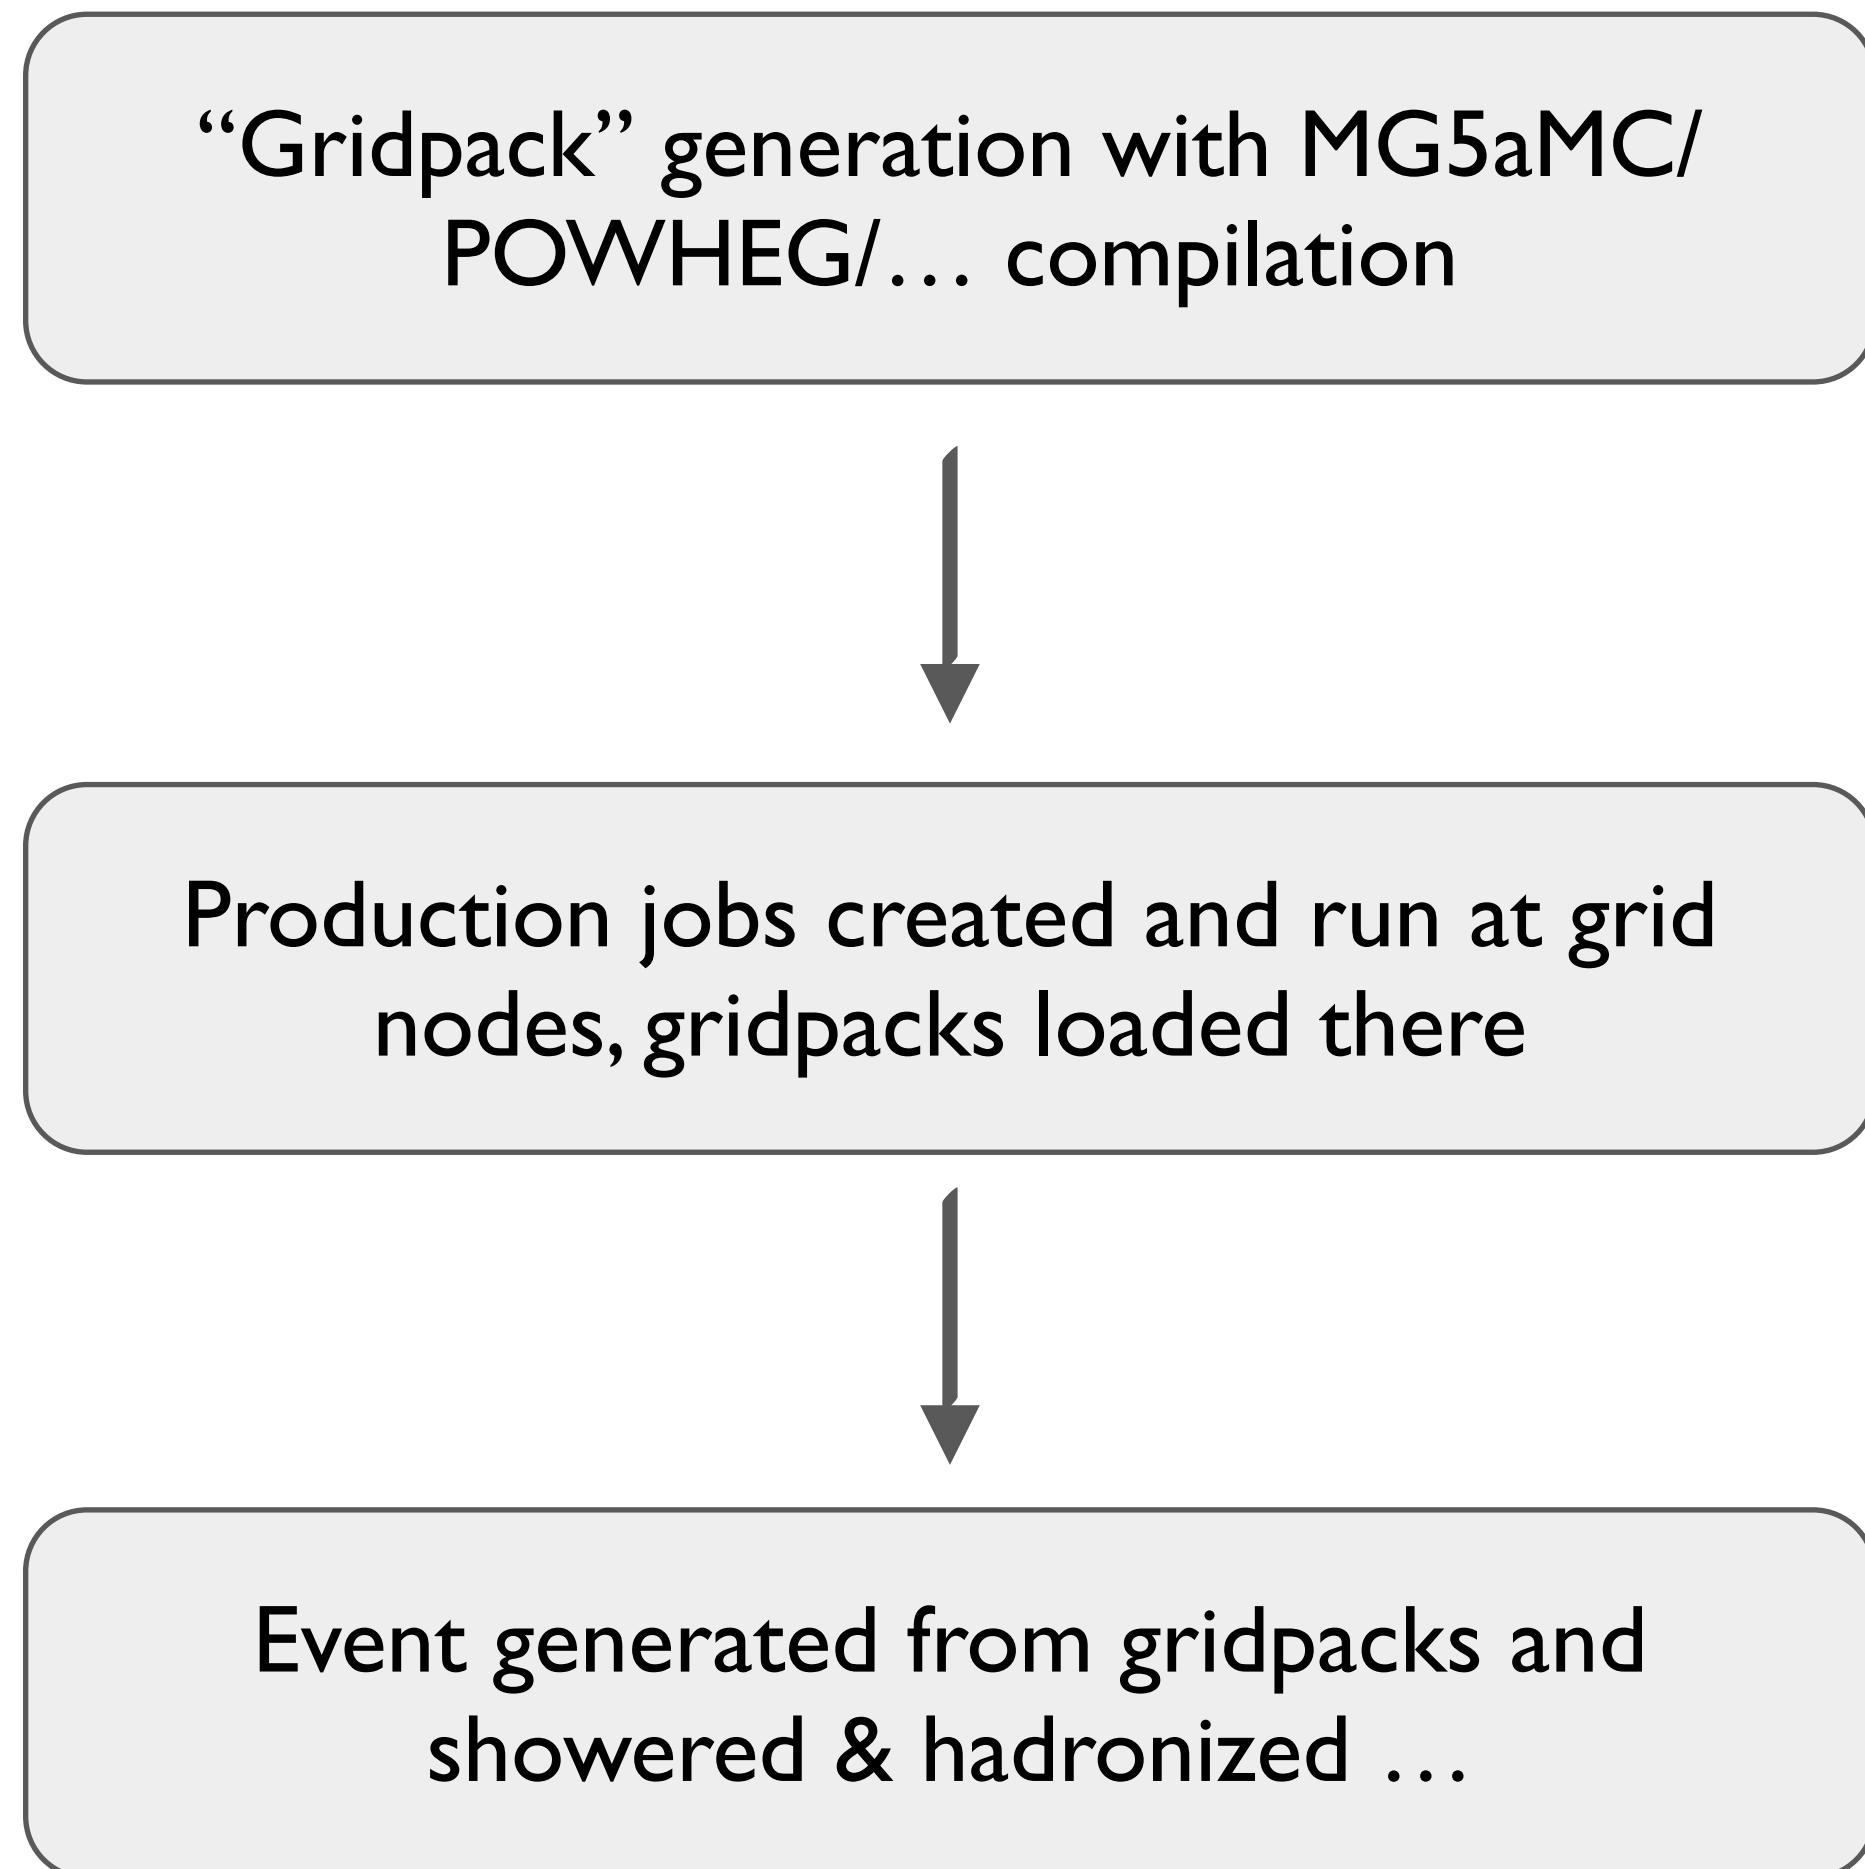 “Gridpack” generation with MG5aMC/
POWHEG/… compilation
Production jobs created and run at grid
nodes, gridpacks loaded there
Event generated from gridpacks and
showered & hadronized …